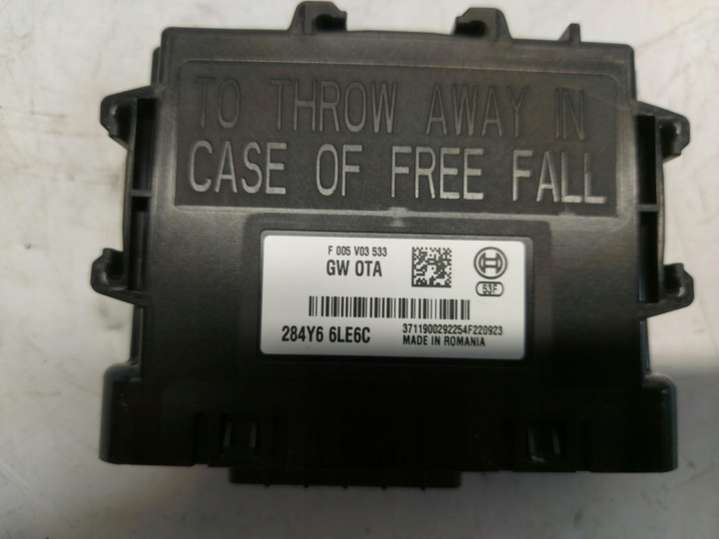 TO THROW AWAY IN
CASE OF FREE FALL
F 005 V03 533
GW OTA
53F
284Y6 6LE6C
3711900292254F220923
MADE IN ROMANIA